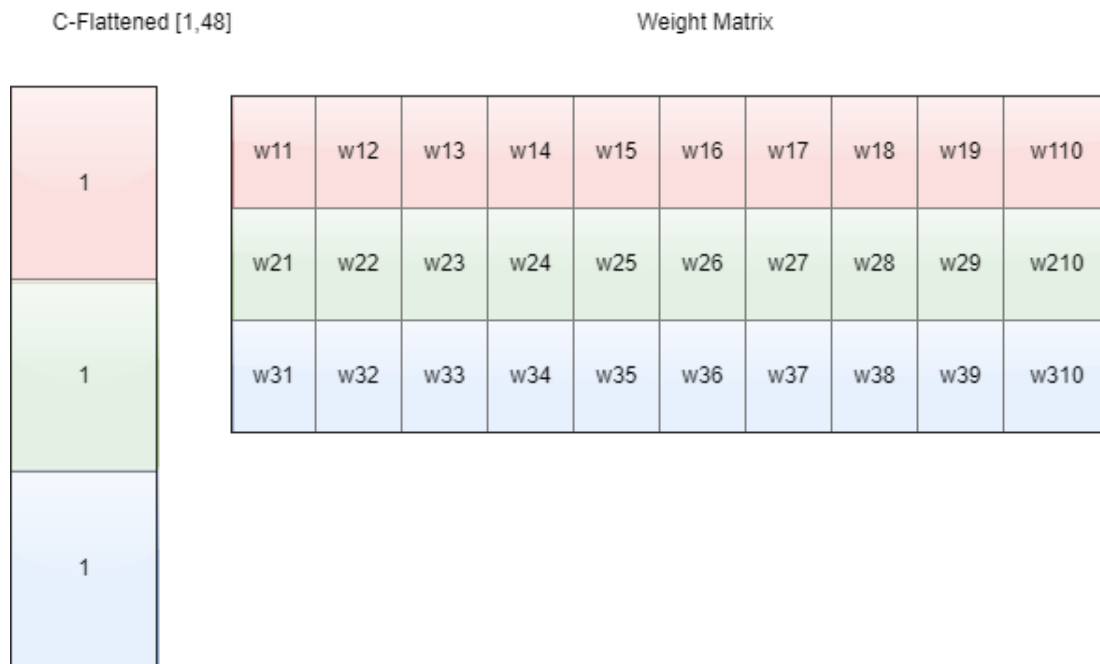 C-Flattened [1,48]
Weight Matrix
1
1
1
w11 w12 w13 w14 w15 w16 w17 w18 w19 w110
w21 w22 w23 w24 w25 w26 w27 w28 w29 w210
w31 w32 w33 w34 w35 w36 w37 w38 w39 w310